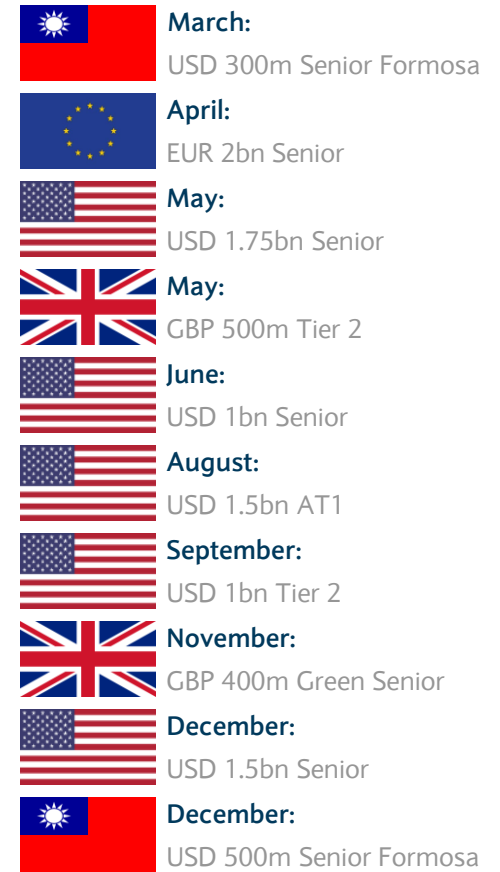 March:
USD 300m Senior Formosa
April:
EUR 2bn Senior
May:
USD 1.75bn Senior
May:
GBP 500m Tier 2
June:
USD 1bn Senior
August:
USD 1.5bn AT1
September:
USD 1bn Tier 2
November:
GBP 400m Green Senior
December:
USD 1.5bn Senior
December:
USD 500m Senior Formosa